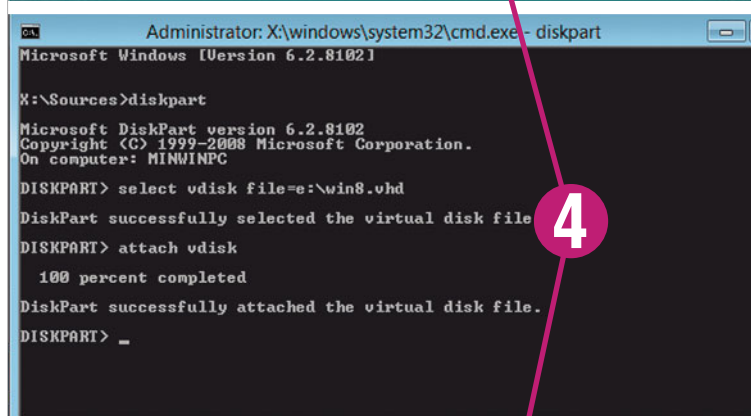 Administrator: X:\windows\system32\cmd.exe - diskpart
Microsoft Windows [Version 6.2.8102]
X:\Sources>diskpart
Microsoft DiskPart version 6.2.8102
Copyright (C) 1999-2008 Microsoft Corporation.
On computer: MINWINPC
DISKPART> select vdisk file=e:\win8.vhd
DiskPart successfully selected the virtual disk file
4
DISKPART> attach vdisk
100 percent completed
DiskPart successfully attached the virtual disk file.
DISKPART> _